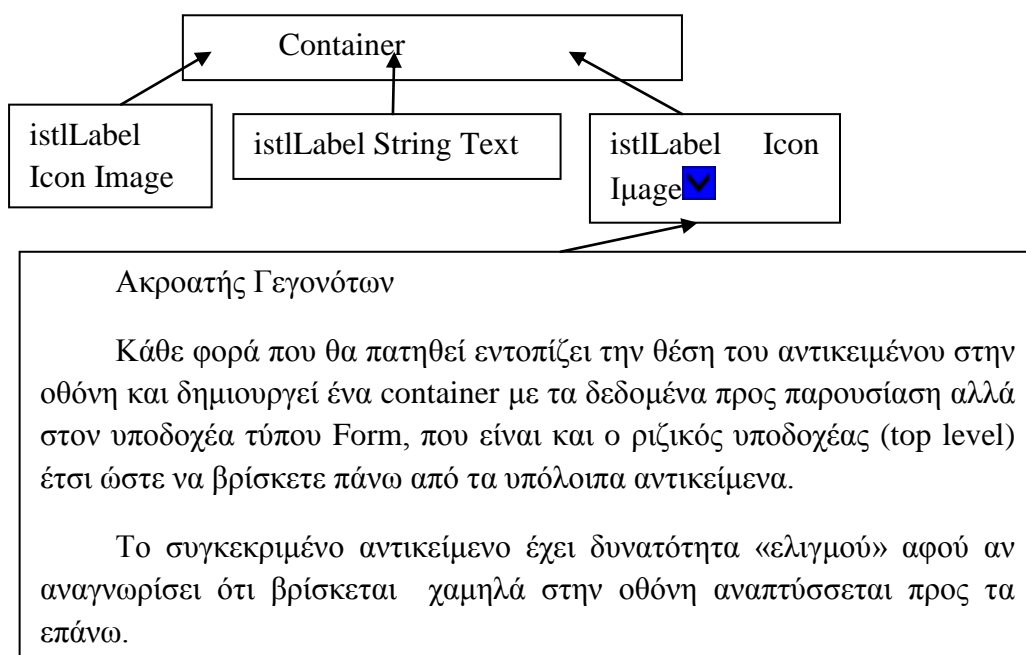 Container
istlLabel
Icon Image
istlLabel String Text
istlLabel Icon
Iμage
Ακροατής Γεγονότων
Κάθε φορά που θα πατηθεί εντοπίζει την θέση του αντικειμένου στην
οθόνη και δημιουργεί ένα container με τα δεδομένα προς παρουσίαση αλλά
στον υποδοχέα τύπου Form, που είναι και ο ριζικός υποδοχέας (top level)
έτσι ώστε να βρίσκετε πάνω από τα υπόλοιπα αντικείμενα.
Το συγκεκριμένο αντικείμενο έχει δυνατότητα «ελιγμού» αφού αν
αναγνωρίσει ότι βρίσκεται χαμηλά στην οθόνη αναπτύσσεται προς τα
επάνω.